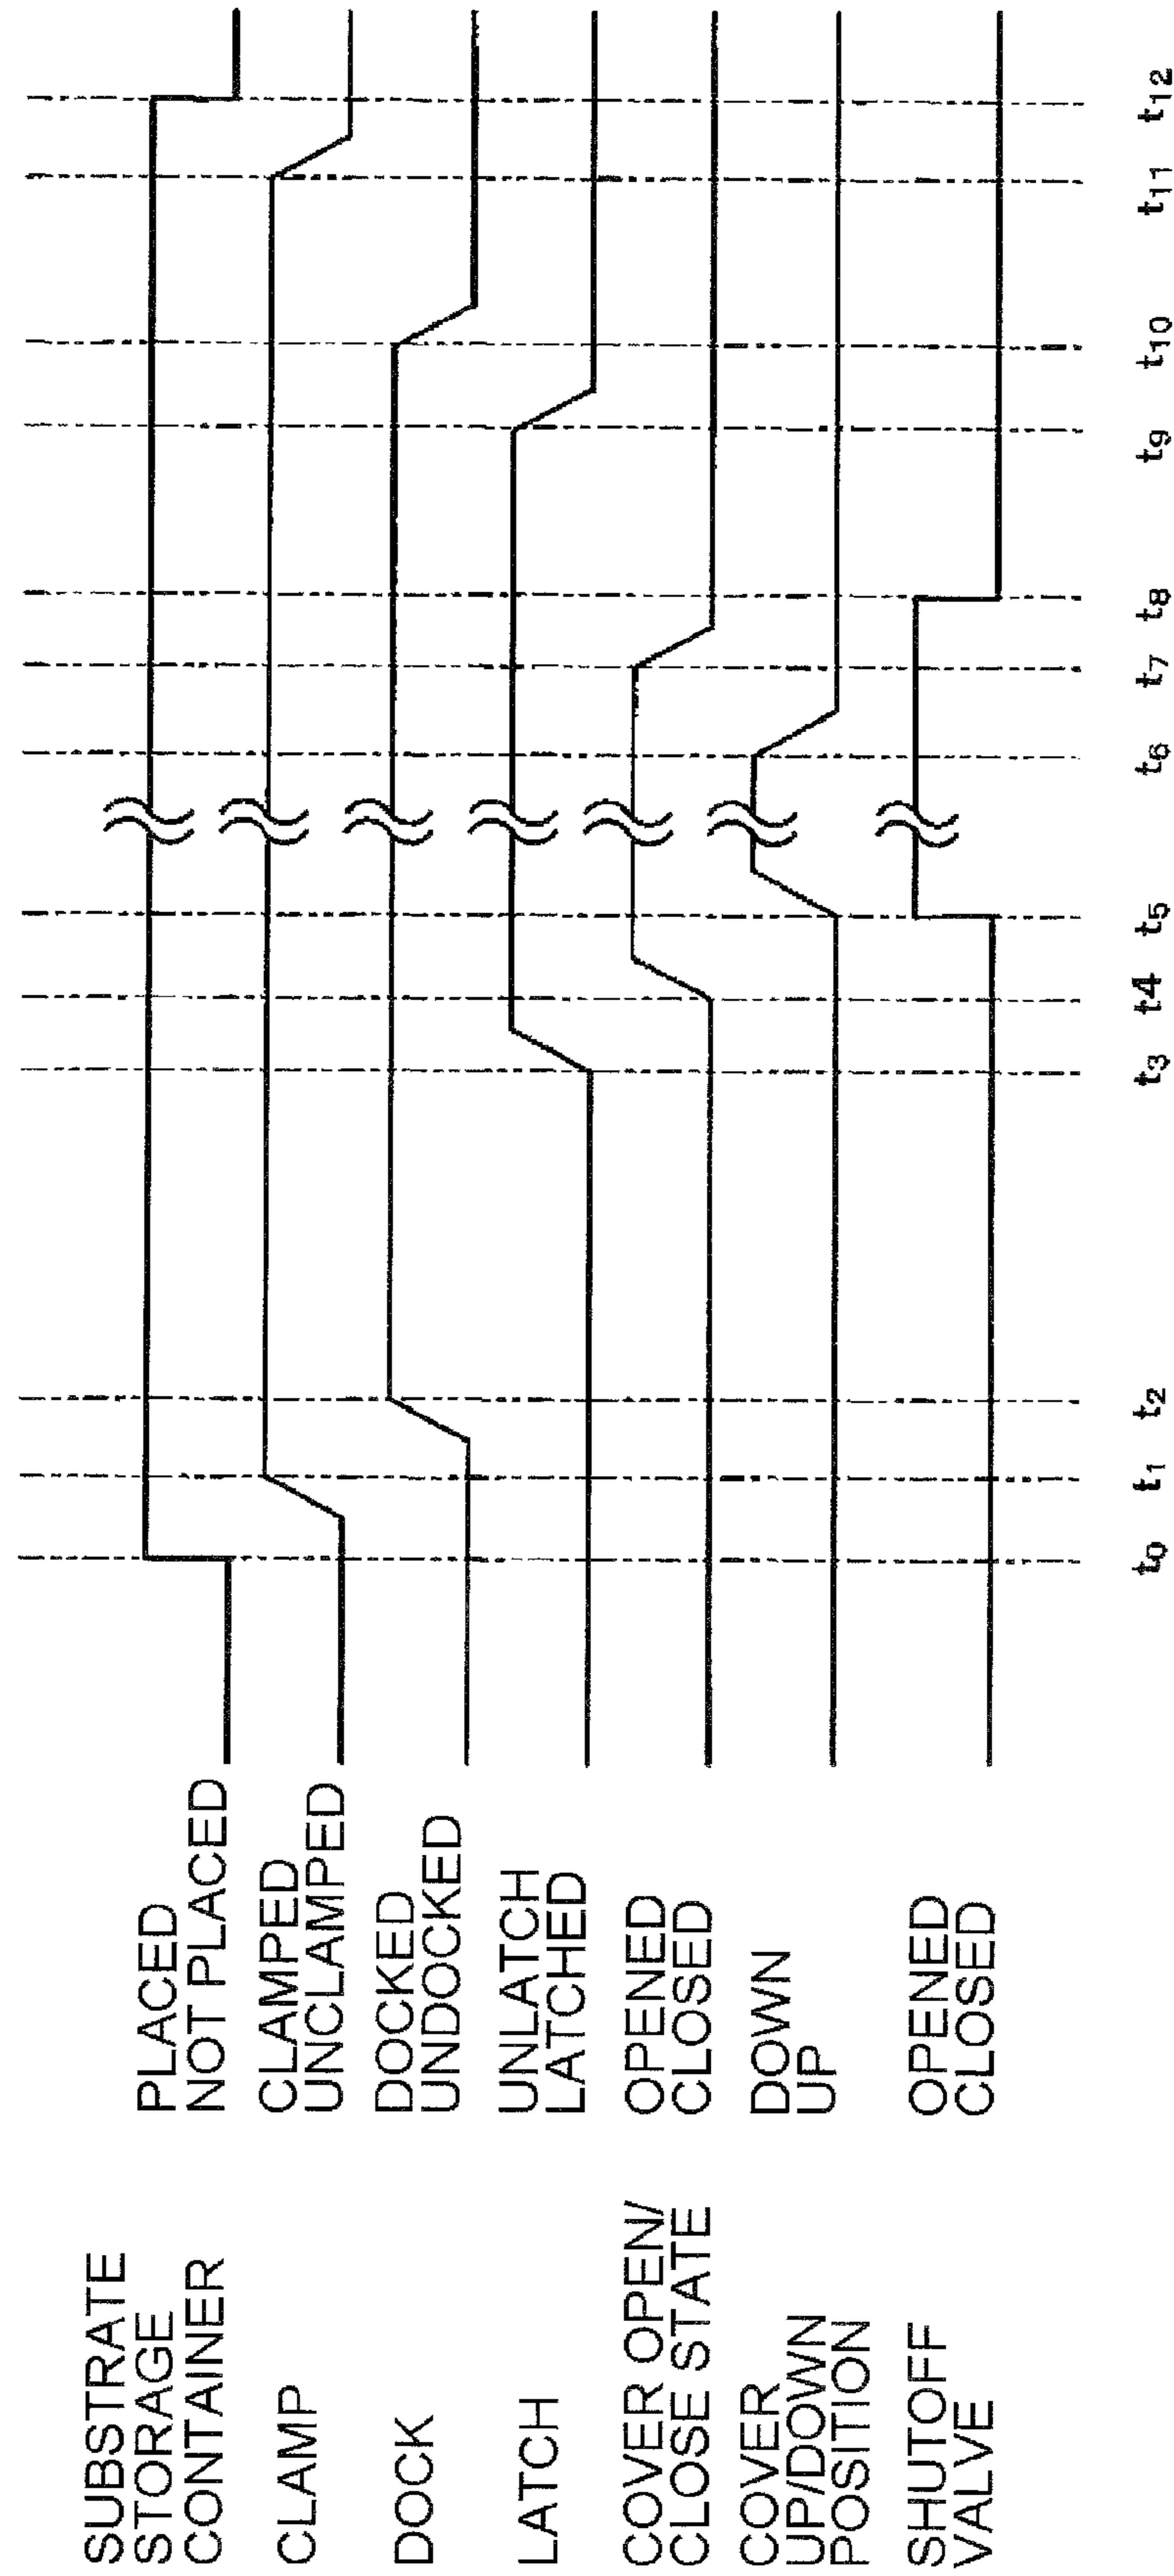 SUBSTRATE
STORAGE
CONTAINER
PLACED
NOT PLACED
CLAMP
CLAMPED
UNCLAMPED
DOCK
DOCKED
UNDOCKED
LATCH
UNLATCH
LATCHED
COVER OPEN/
CLOSE STATE
OPENED
CLOSED
COVER
UP/DOWN
POSITION
DOWN
UP
SHUTOFF
VALVE
OPENED
CLOSED
t0 t1 t2 t3 t4 t5 t6 t7 t8 t9 t10 t11 t12